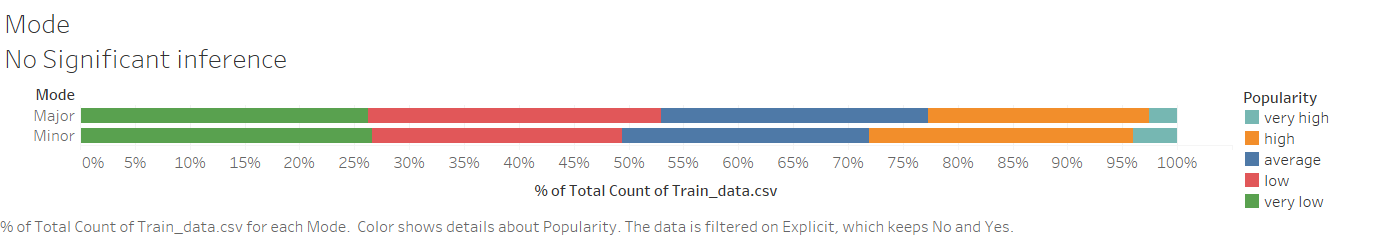 Mode
No Significant inference
Mode
Major
Minor
0% 5% 10% 15% 20% 25% 30% 35% 40% 45% 50% 55% 60% 65% 70% 75% 80% 85% 90% 95% 100%
% of Total Count of Train_data.csv
Popularity
very high
high
average
low
very low
% of Total Count of Train_data.csv for each Mode. Color shows details about Popularity. The data is filtered on Explicit, which keeps No and Yes.